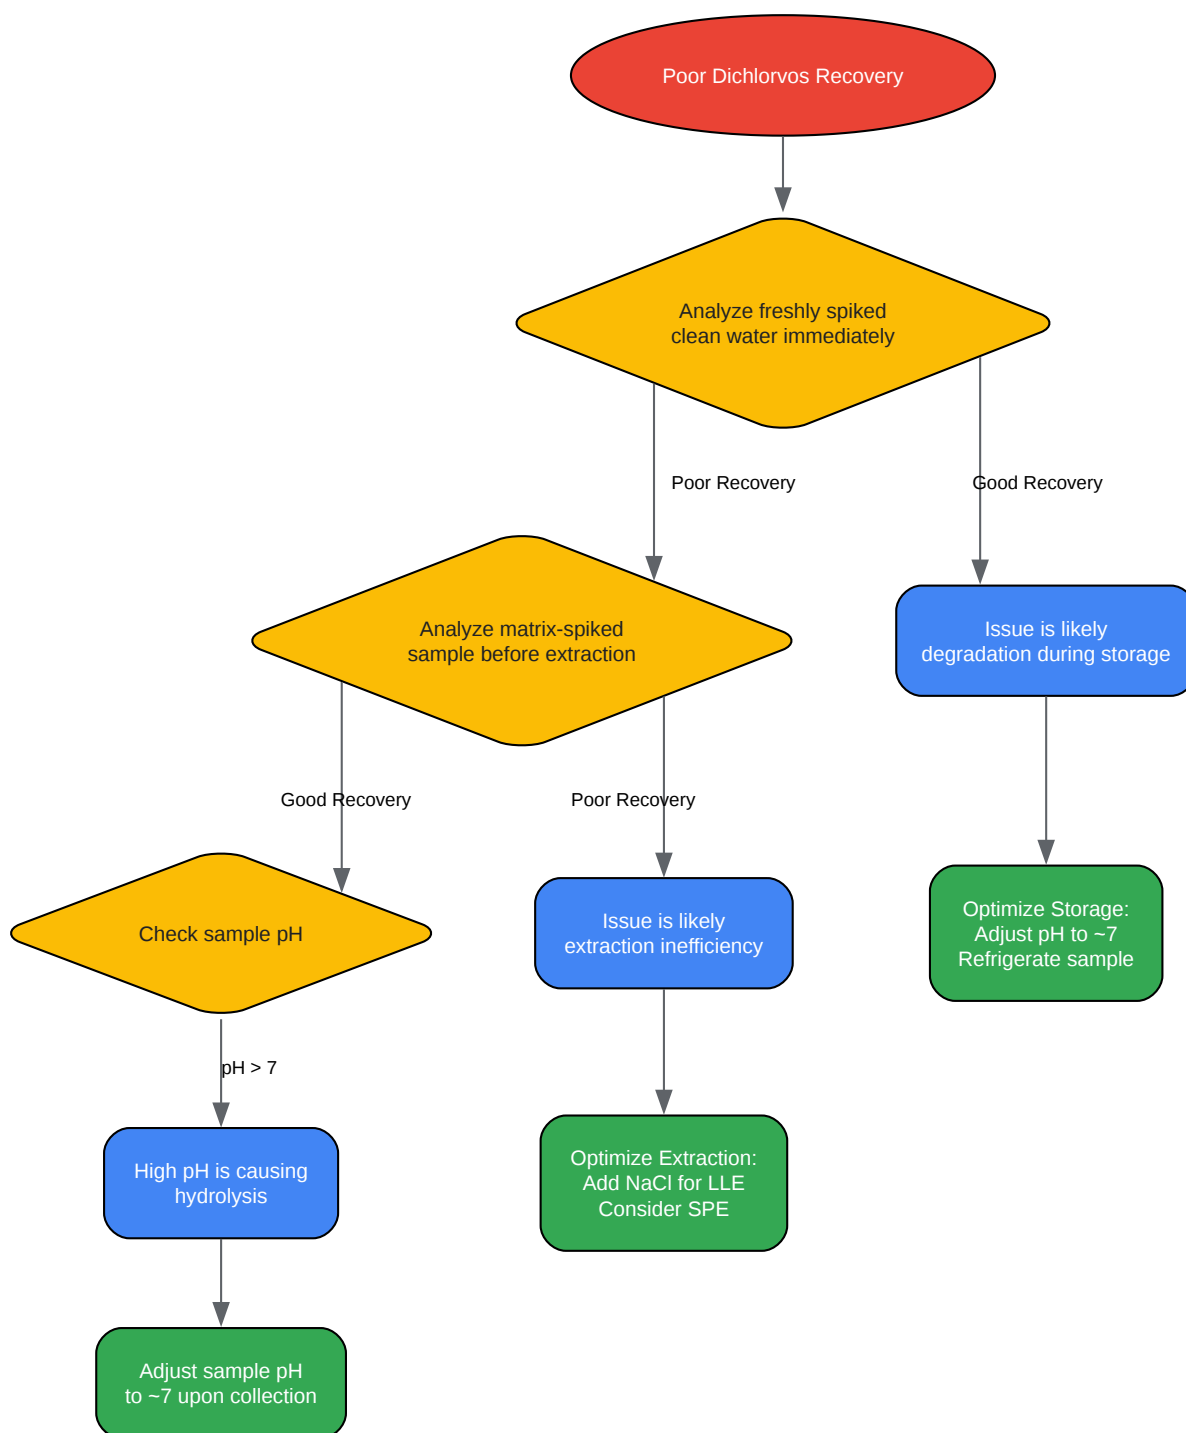 Poor Dichlorvos Recovery
Analyze freshly spiked
clean water immediately
Poor Recovery
Good Recovery
Analyze matrix-spiked
sample before extraction
Issue is likely
degradation during storage
Good Recovery
Poor Recovery
Check sample pH
Issue is likely
extraction inefficiency
Optimize Storage:
Adjust pH to ~7
Refrigerate sample
pH > 7
High pH is causing
hydrolysis
Optimize Extraction:
Add NaCl for LLE
Consider SPE
Adjust sample pH
to ~7 upon collection